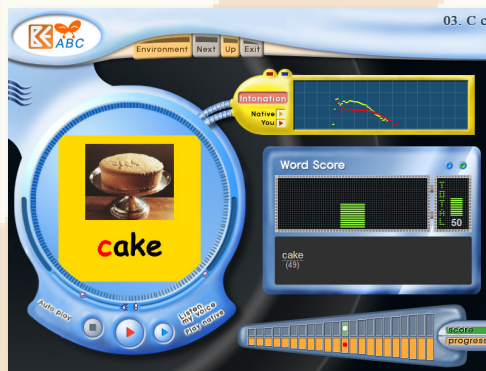 03. C c
ABC
Environment Next Up Exit
Intonation
Native
You
Word Score
TOTAL
50
cake
cake
(49)
Auto play
Listen
my voice
Play native
score
progress